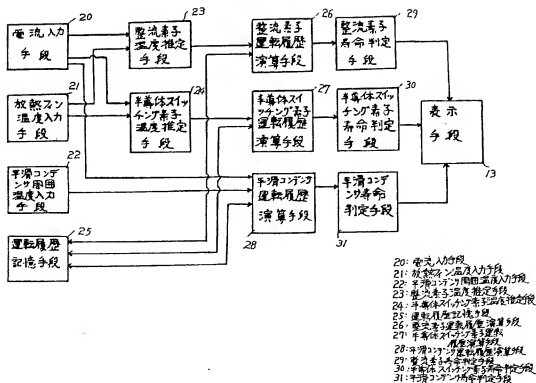 20
電流入力
手段
23
整流素子
温度推定
手段
26
整流素子
運転履歴
演算手段
29
整流素子
寿命判定
手段
21
放熱フィン
温度入力
手段
24
半導体スイッ
チング素子
温度推定
手段
27
半導体スイ
ッチング素子
運転履歴
演算手段
30
半導体スイッ
チング素子
寿命判定
手段
表示
手段
13
22
平滑コンデ
ンサ周囲
温度入力
手段
平滑コンデンサ
運転履歴
演算手段
28
平滑コンデ
ンサ寿命
判定手段
31
25
運転履歴
記憶手段
20:電流入力手段
21:放熱フィン温度入力手段
22:平滑コンデンサ周囲温度入力手段
23:整流素子温度推定手段
24:半導体スイッチング素子温度推定手段
25:運転履歴記憶手段
26:整流素子運転履歴演算手段
27:半導体スイッチング素子運転
履歴演算手段
28:平滑コンデンサ運転履歴演算手段
29:整流素子寿命判定手段
30:半導体スイッチング素子寿命判定手段
31:平滑コンデンサ寿命判定手段